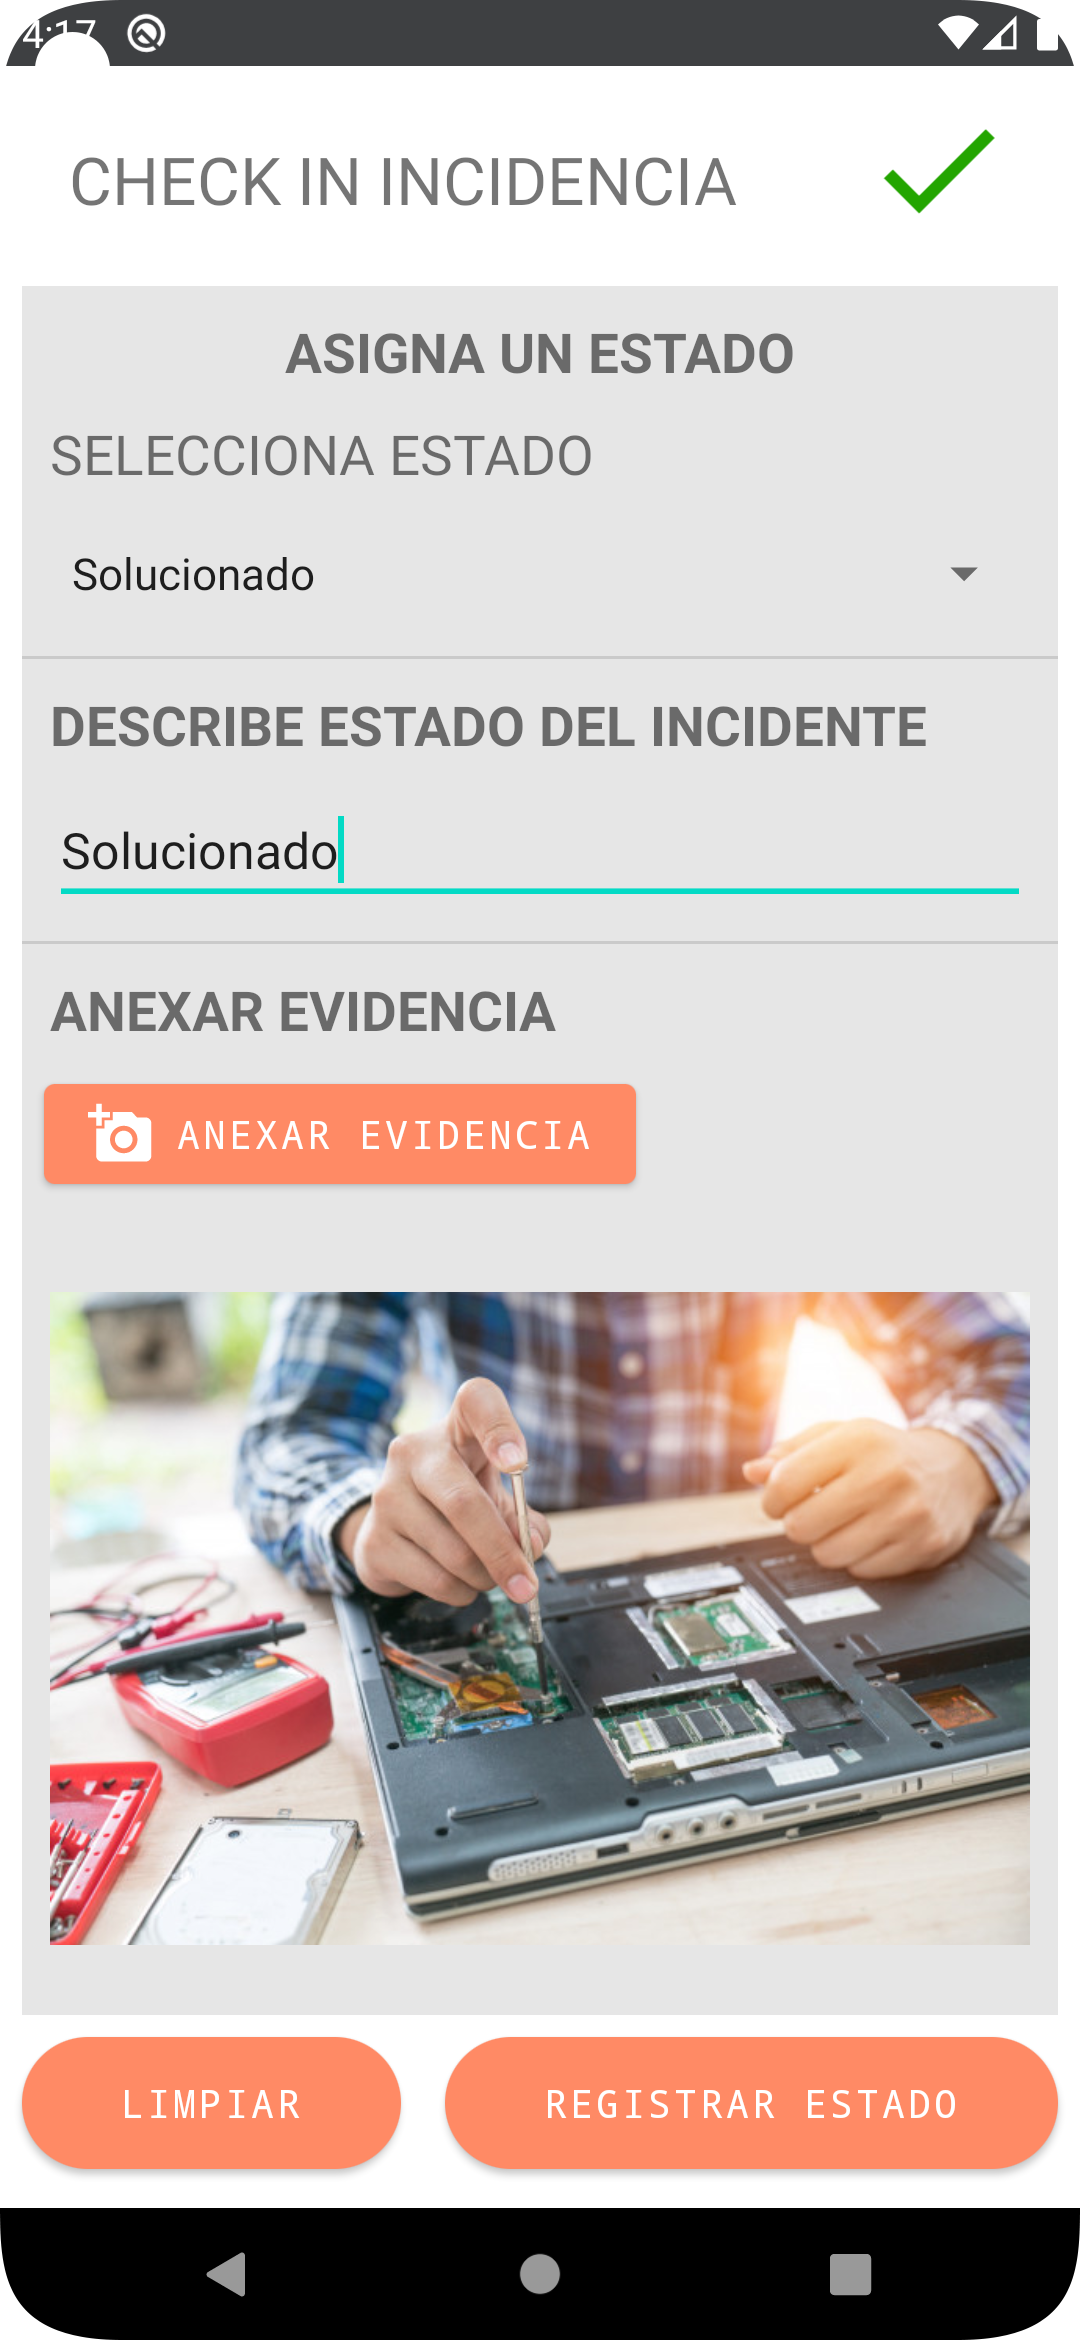 4:17
CHECK IN INCIDENCIA
ASIGNA UN ESTADO
SELECCIONA ESTADO
Solucionado
DESCRIBE ESTADO DEL INCIDENTE
Solucionado
ANEXAR EVIDENCIA
ANEXAR EVIDENCIA
LIMPIAR
REGISTRAR ESTADO